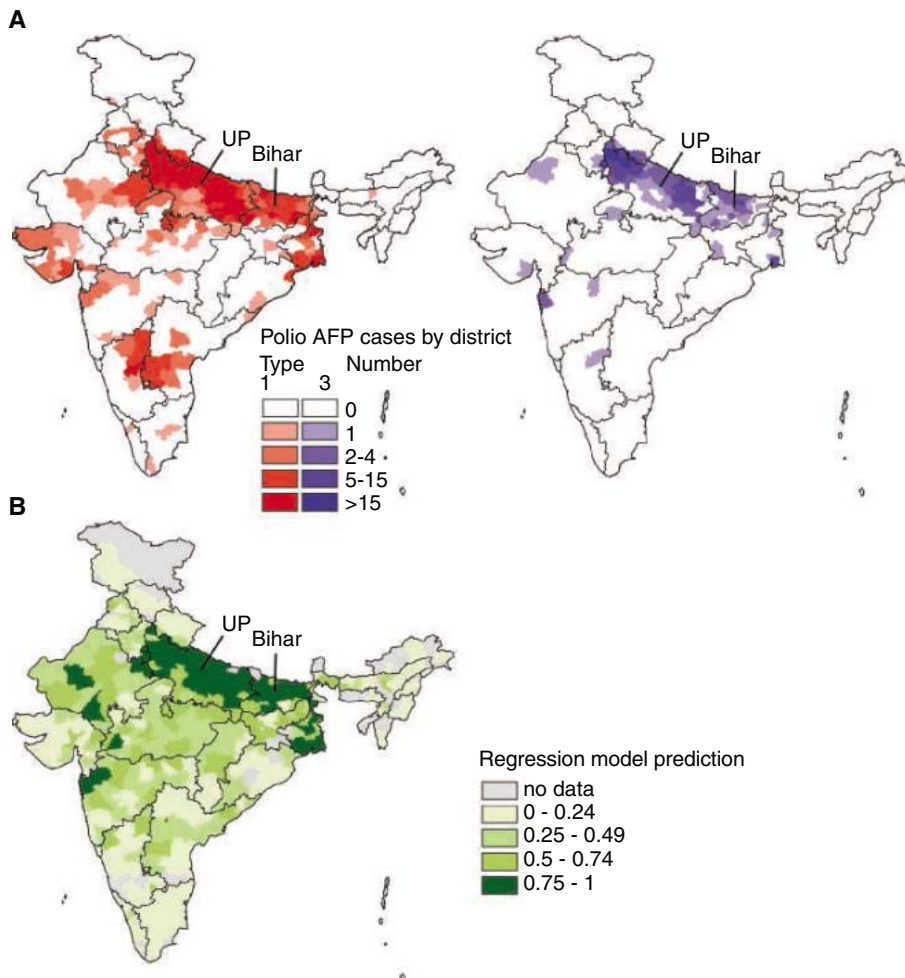 A
UP
Bihar
UP
Bihar
Polio AFP cases by district
Type Number
1 3
0
1
2-4
5-15
>15
B
UP
Bihar
Regression model prediction
no data
0 - 0.24
0.25 - 0.49
0.5 - 0.74
0.75 - 1